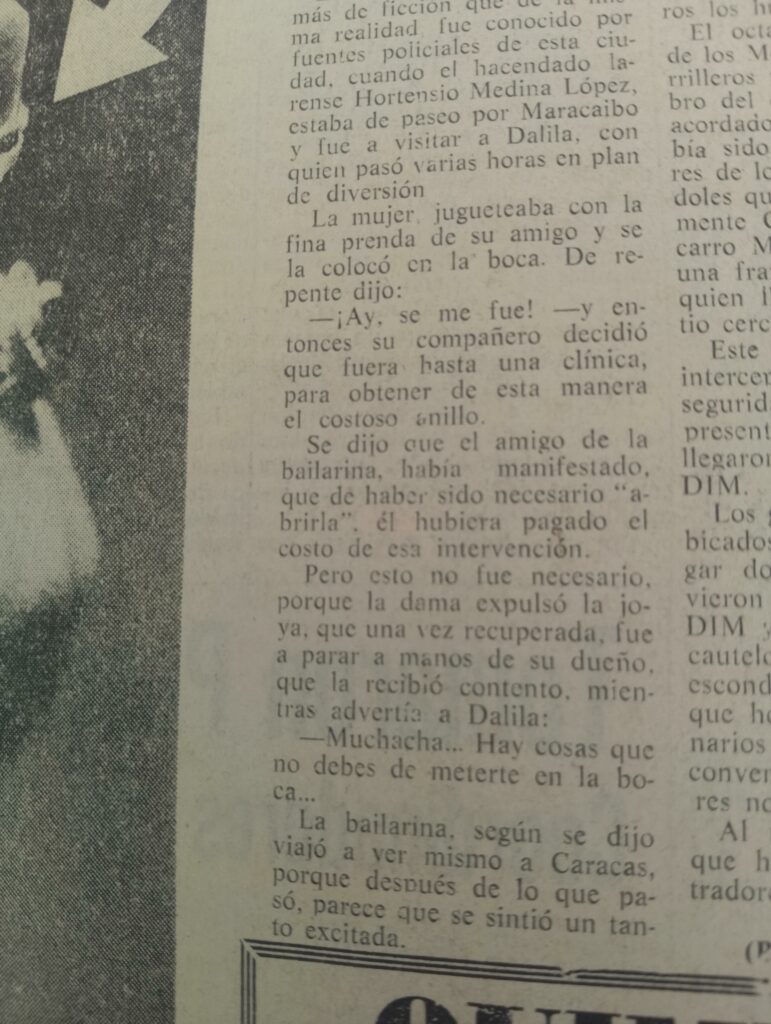 más de ficción que de la
ma realidad, fue conocido por
fuentes policiales de esta ciu-
dad, cuando el hacendado la-
rense Hortensio Medina López,
estaba de paseo por Maracaibo
y fue a visitar a Dalila, con
quien pasó varias horas en plan
de diversión
La mujer, jugueteaba con la
fina prenda de su amigo y se
la colocó en la boca. De re-
pente dijo:
—¡Ay, se me fue! —y en-
tonces su compañero decidió
que fuera hasta una clínica,
para obtener de esta manera
el costoso anillo.
Se dijo que el amigo de la
bailarina, había manifestado,
que de haber sido necesario "a-
brirla", él hubiera pagado el
costo de esa intervención.
Pero esto no fue necesario,
porque la dama expulsó la jo-
ya, que una vez recuperada, fue
a parar a manos de su dueño,
que la recibió contento, mien-
tras advertía a Dalila:
—Muchacha... Hay cosas que
no debes de meterte en la bo-
ca...
La bailarina, según se dijo
viajó a yer mismo a Caracas,
porque después de lo que pa-
só, parece que se sintió un tan-
to excitada.
ros los
El octa
de los M
rrilleros
bro del
acordado
bía sido
res de lo
doles qu
mente
carro M
una fra
quien
tio cerc
Este
intercer
segurid
present
llegaron
DIM.
Los
bicados
gar do
vieron
DIM
cautelo
escond
que
narios
conver
res no
Al
que h
trador
(P